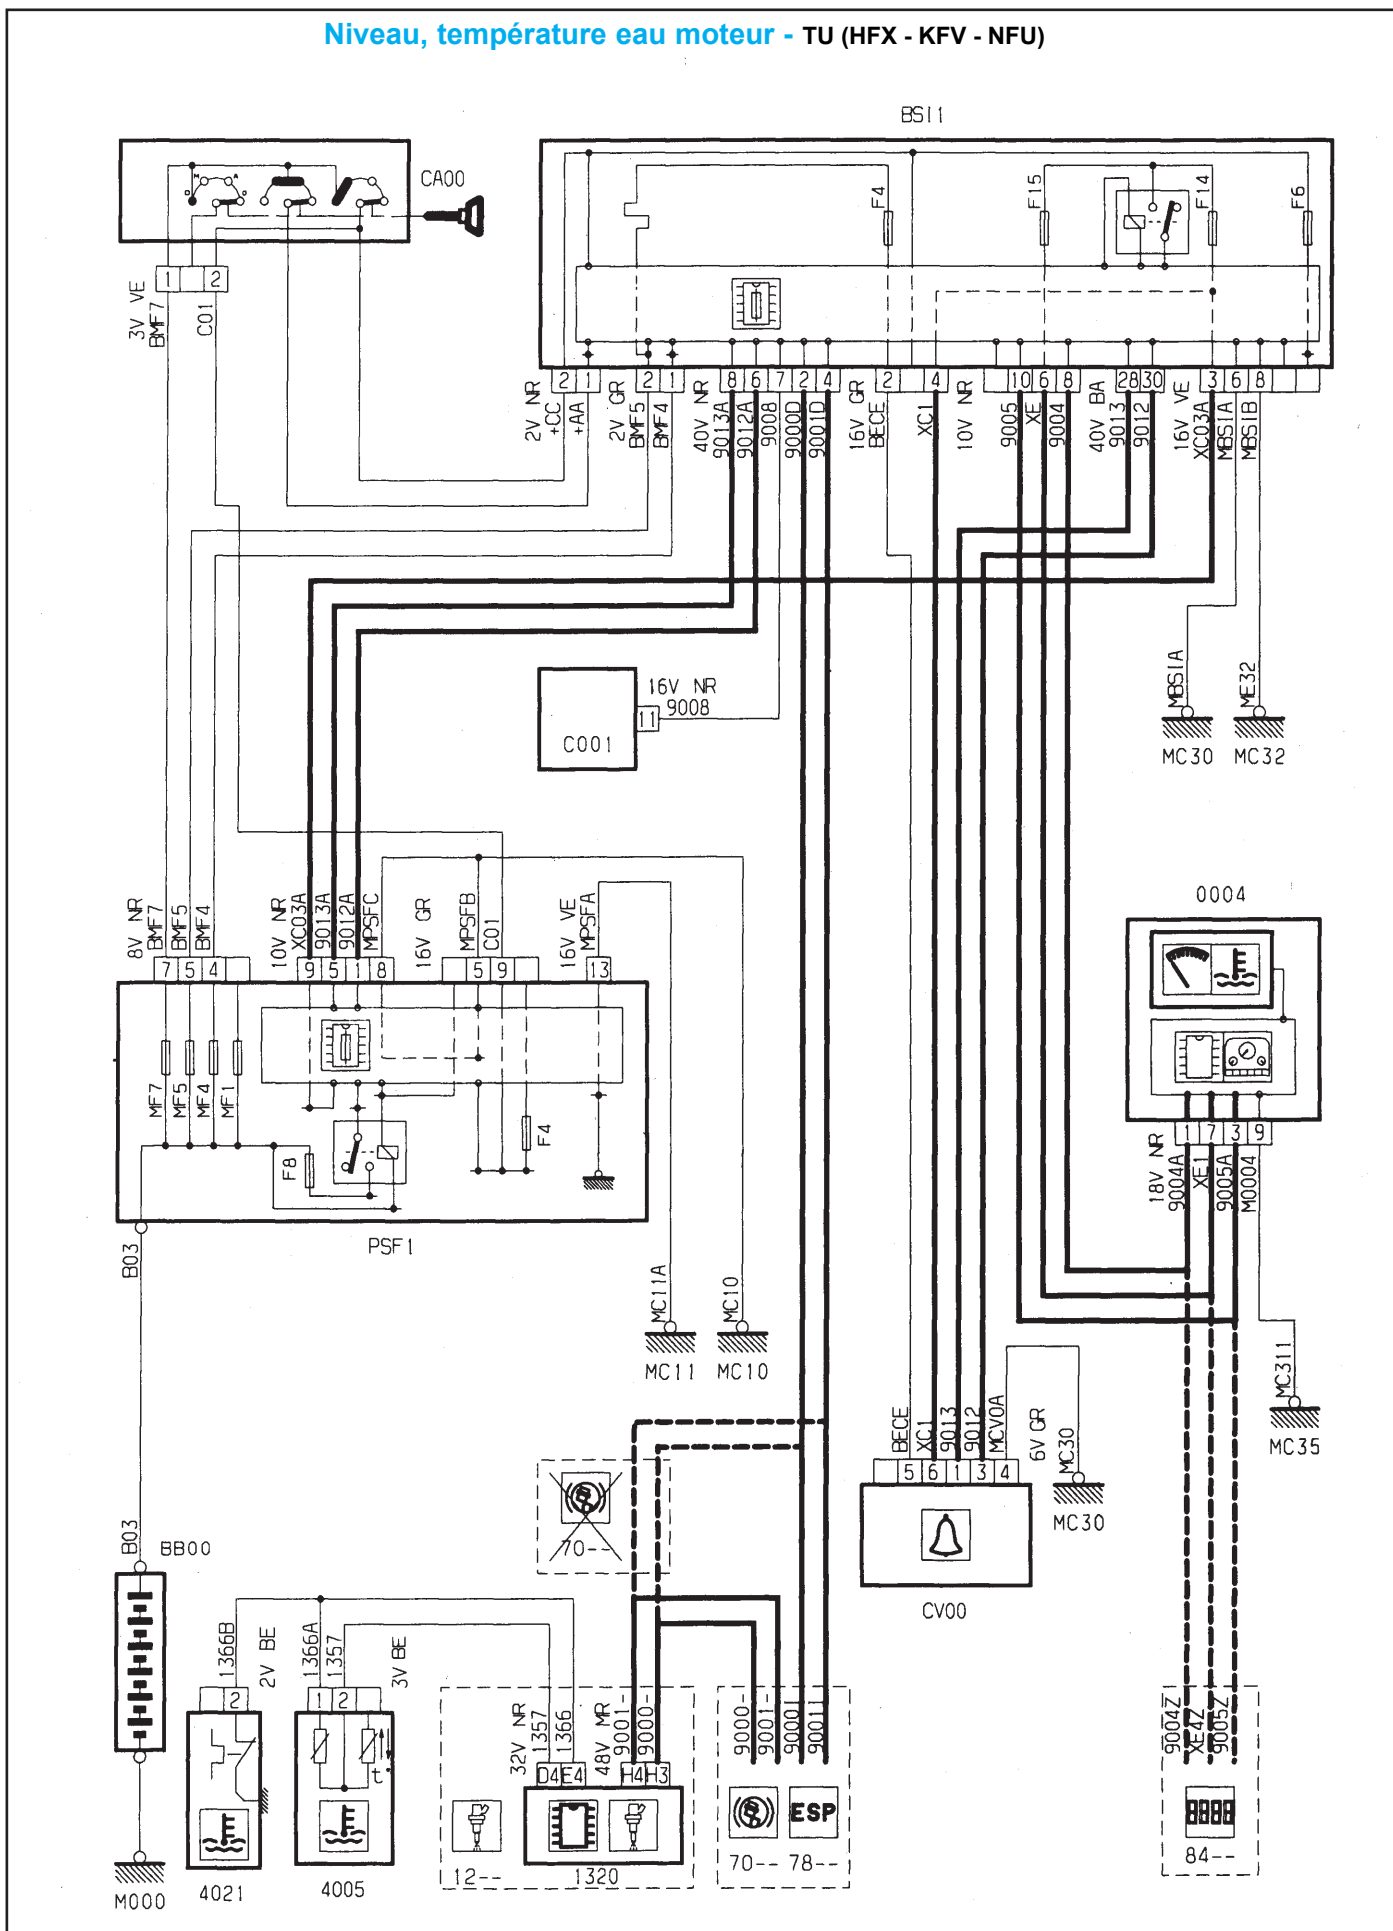 Niveau, température eau moteur - TU (HFX - KFV - NFU)
BSI1
CA00
M A
F4
F15
F14
F6
1 2
3V VE
BMF7
C01
2 1 2 1 8 6 7 2 4 2 4 10 6 8 28 30 3 6 8
2V NR
+CC
+AA
2V GR
BMF5
BMF4
40V NR
9013A
9012A
9008
9000D
9001D
16V GR
BECE
XC1
10V NR
9005
XE
9004
40V BA
9013
9012
16V VE
XC03A
MBSIA
MBSIB
C001
11
16V NR
9008
MBSIA
ME32
MC30
MC32
8V NR
BMF7
BMF5
BMF4
10V NR
XC03A
9013A
9012A
MPSFC
16V GR
MPSFB
C01
16V VE
MPSFA
7 5 4 9 5 1 8 5 9 13
MF7
MF5
MF4
MF1
F8
F4
PSF1
0004
1 7 3 9
18V NR
9004A
XE1
9005A
M0004
B03
MC11A
MC10
MC11
MC10
MC311
MC35
BECE
XC1
9013
9012
MCV0A
6V GR
MC30
5 6 1 3 4
MC30
CV00
70--
B03
BB00
M000
1366B
2V BE
1366A
1357
3V BE
2
1 2
t°
4021
4005
32V NR
1357
1366
48V MR
9001-
9000-
D4 E4 H4 H3
12--
1320
9000-
9001-
9000I
9001I
ESP
70--
78--
9004Z
XE4Z
9005Z
84--